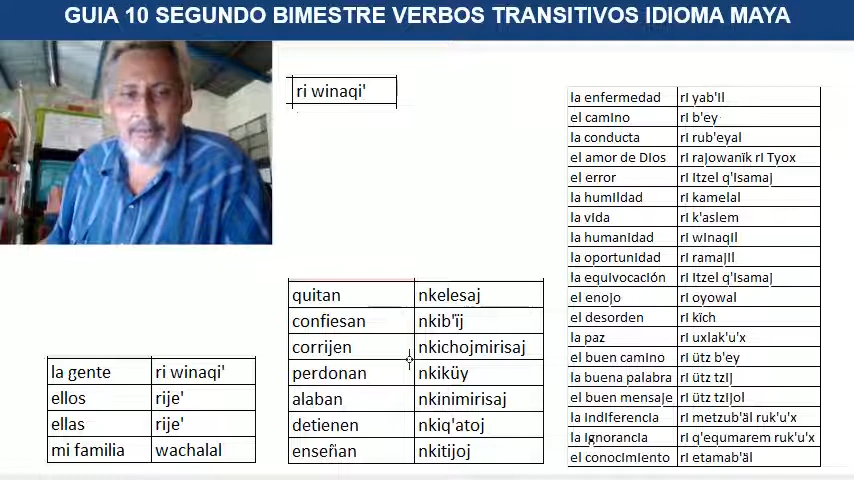 GUIA 10 SEGUNDO BIMESTRE VERBOS TRANSITIVOS IDIOMA MAYA
ri winaqi'
la gente ri winaqi'
ellos rije'
ellas rije'
mi familia wachalal
quitan nkelesaj
confiesan nkib'ïj
corrijen nkichojmirisaj
perdonan nkiküy
alaban nkinimirisaj
detienen nkiq'atoj
enseñan nkitijoj
la enfermedad ri yab'il
el camino ri b'ey
la conducta ri rub'eyal
el amor de Dios ri rajowanïk ri Tyox
el error ri itzel q'isamaj
la humildad ri kamelal
la vida ri k'aslem
la humanidad ri winaqil
la oportunidad ri ramajil
la equivocación ri itzel q'isamaj
el enojo ri oyowal
el desorden ri kïch
la paz ri uxlak'u'x
el buen camino ri ütz b'ey
la buena palabra ri ütz tzij
el buen mensaje ri ütz tzijol
la indiferencia ri metzub'äl ruk'u'x
la ignorancia ri q'equmarem ruk'u'x
el conocimiento ri etamab'äl